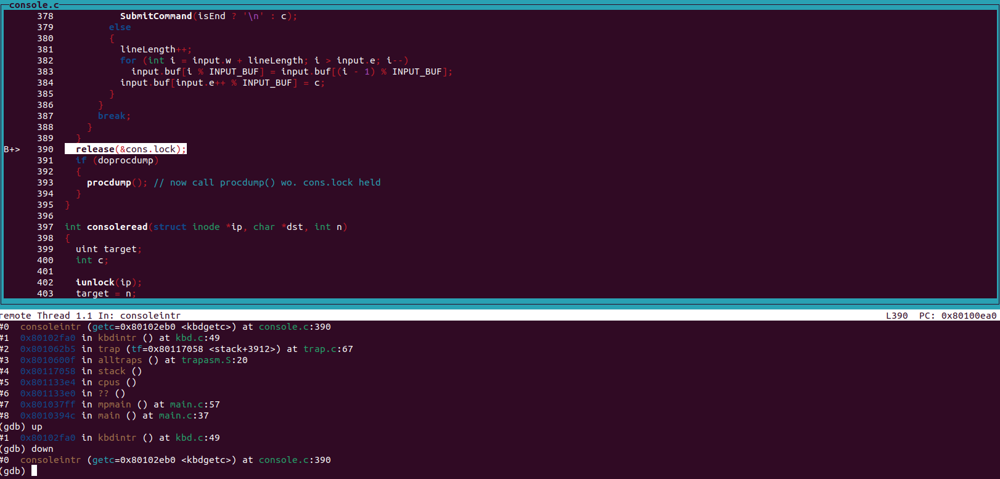 console.c
378 SubmitCommand(isEnd ? '\n' : c);
379 else
380 {
381 lineLength++;
382 for (int i = input.w + lineLength; i > input.e; i--)
383 input.buf[i % INPUT_BUF] = input.buf[(i - 1) % INPUT_BUF];
384 input.buf[input.e++ % INPUT_BUF] = c;
385 }
386 }
387 break;
388 }
389 }
B+> 390 release(&cons.lock);
391 if (doprocdump)
392 {
393 procdump(); // now call procdump() wo. cons.lock held
394 }
395 }
396
397 int consoleread(struct inode *ip, char *dst, int n)
398 {
399 uint target;
400 int c;
401
402 iunlock(ip);
403 target = n;
remote Thread 1.1 In: consoleintr L390 PC: 0x80100ea0
#0 consoleintr (getc=0x80102eb0 <kbdgetc>) at console.c:390
#1 0x80102fa0 in kbdintr () at kbd.c:49
#2 0x801062b5 in trap (tf=0x80117058 <stack+3912>) at trap.c:67
#3 0x8010600f in alltraps () at trapasm.S:20
#4 0x80117058 in stack ()
#5 0x801133e4 in cpus ()
#6 0x801133e0 in ?? ()
#7 0x801037ff in mpmain () at main.c:57
#8 0x8010394c in main () at main.c:37
(gdb) up
#1 0x80102fa0 in kbdintr () at kbd.c:49
(gdb) down
#0 consoleintr (getc=0x80102eb0 <kbdgetc>) at console.c:390
(gdb)